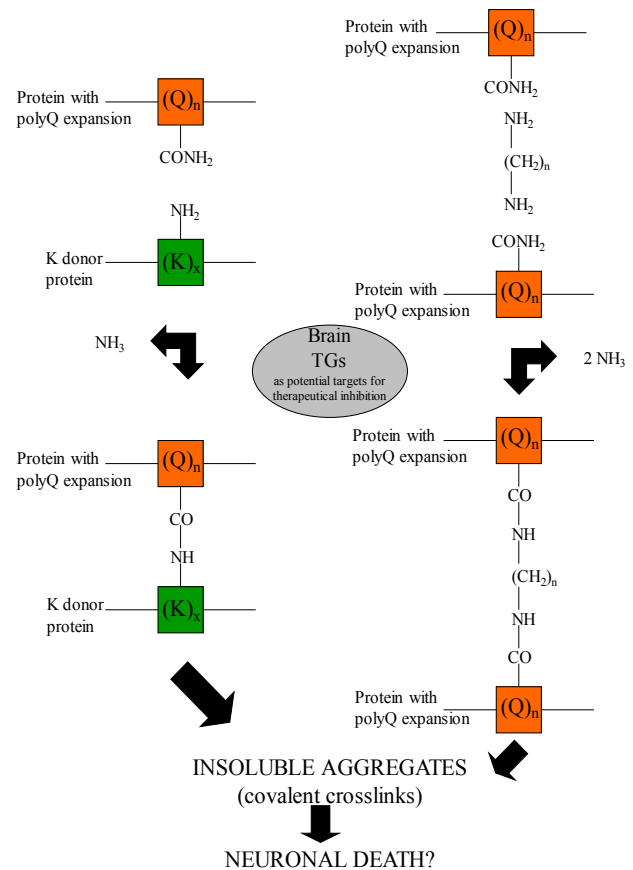 Protein with
polyQ expansion
(Q)n
CONH2
NH2
K donor
protein
(K)x
NH3
Protein with
polyQ expansion
(Q)n
CO
NH
K donor
protein
(K)x
Brain
TGs
as potential targets for
therapeutical inhibition
Protein with
polyQ expansion
(Q)n
CONH2
NH2
(CH2)n
NH2
CONH2
Protein with
polyQ expansion
(Q)n
2 NH3
Protein with
polyQ expansion
(Q)n
CO
NH
(CH2)n
NH
CO
Protein with
polyQ expansion
(Q)n
INSOLUBLE AGGREGATES
(covalent crosslinks)
NEURONAL DEATH?